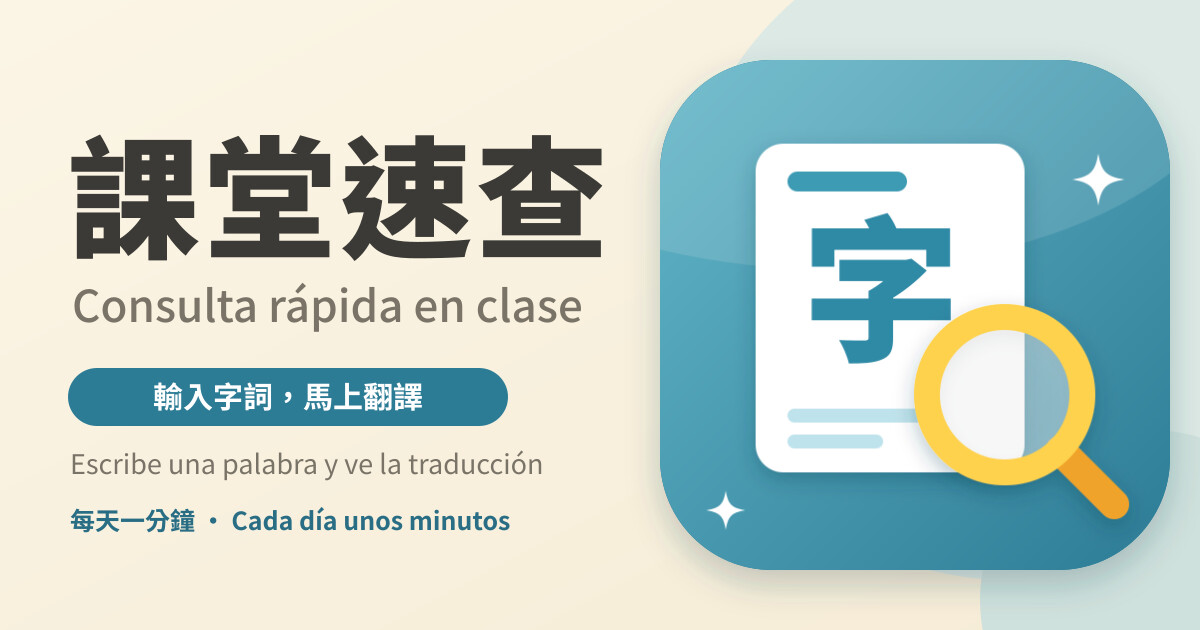 課堂速查
Consulta rápida en clase
輸入字詞，馬上翻譯
Escribe una palabra y ve la traducción
每天一分鐘 · Cada día unos minutos
字